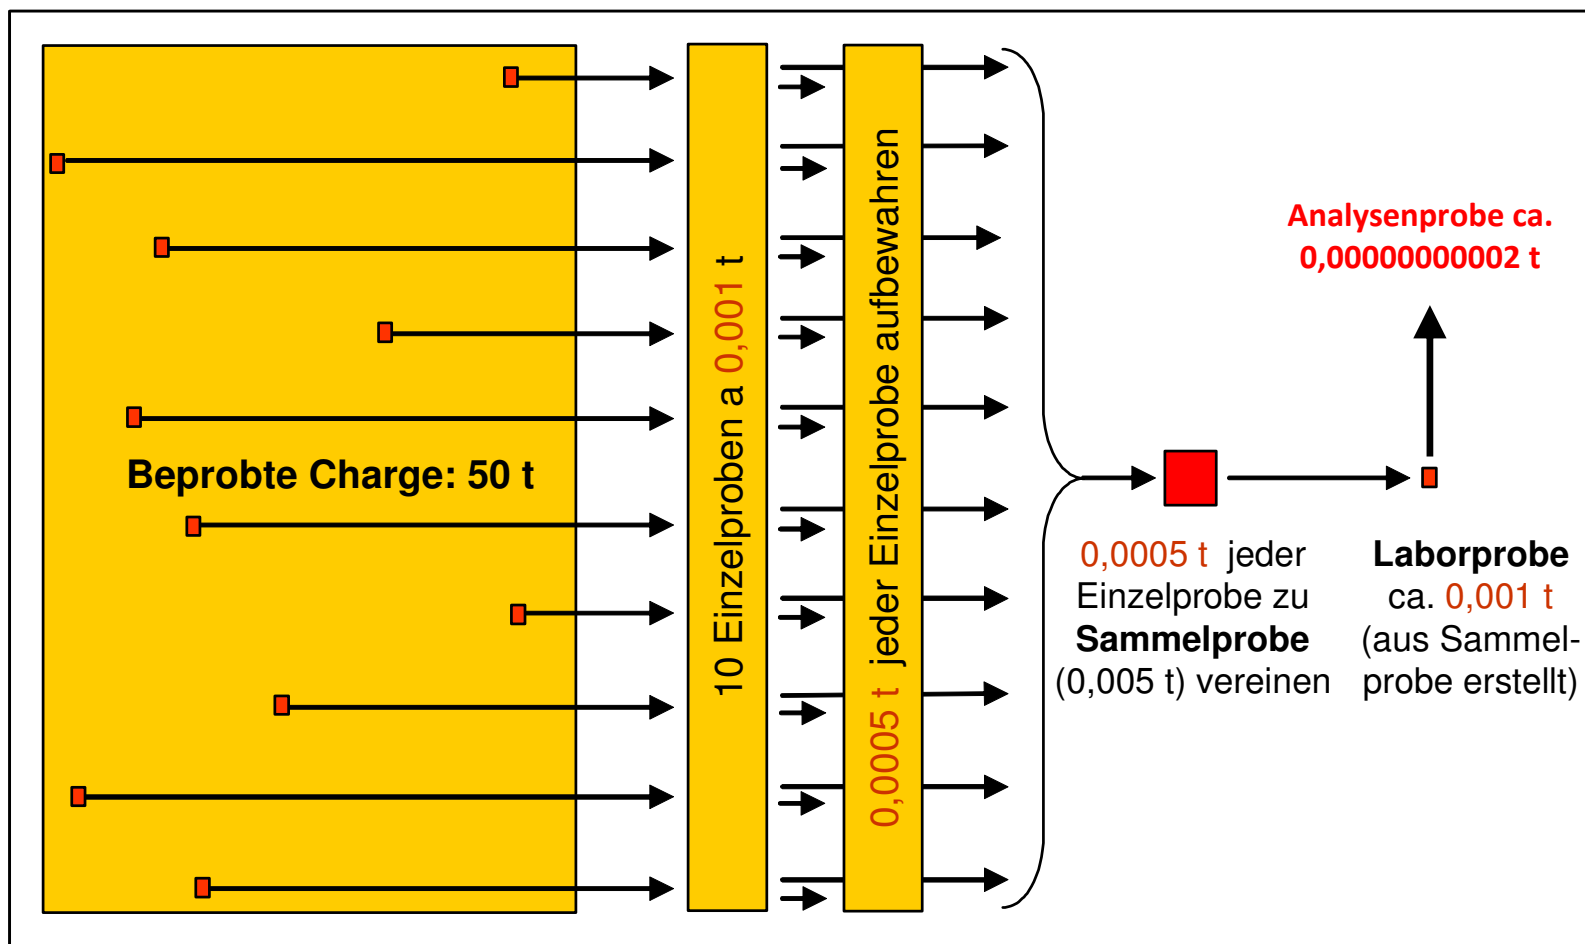 Beprobte Charge: 50 t
10 Einzelproben a 0,001 t
0,0005 t jeder Einzelprobe aufbewahren
0,0005 t jeder
Einzelprobe zu
Sammelprobe
(0,005 t) vereinen
Laborprobe
ca. 0,001 t
(aus Sammel-
probe erstellt)
Analysenprobe ca.
0,00000000002 t